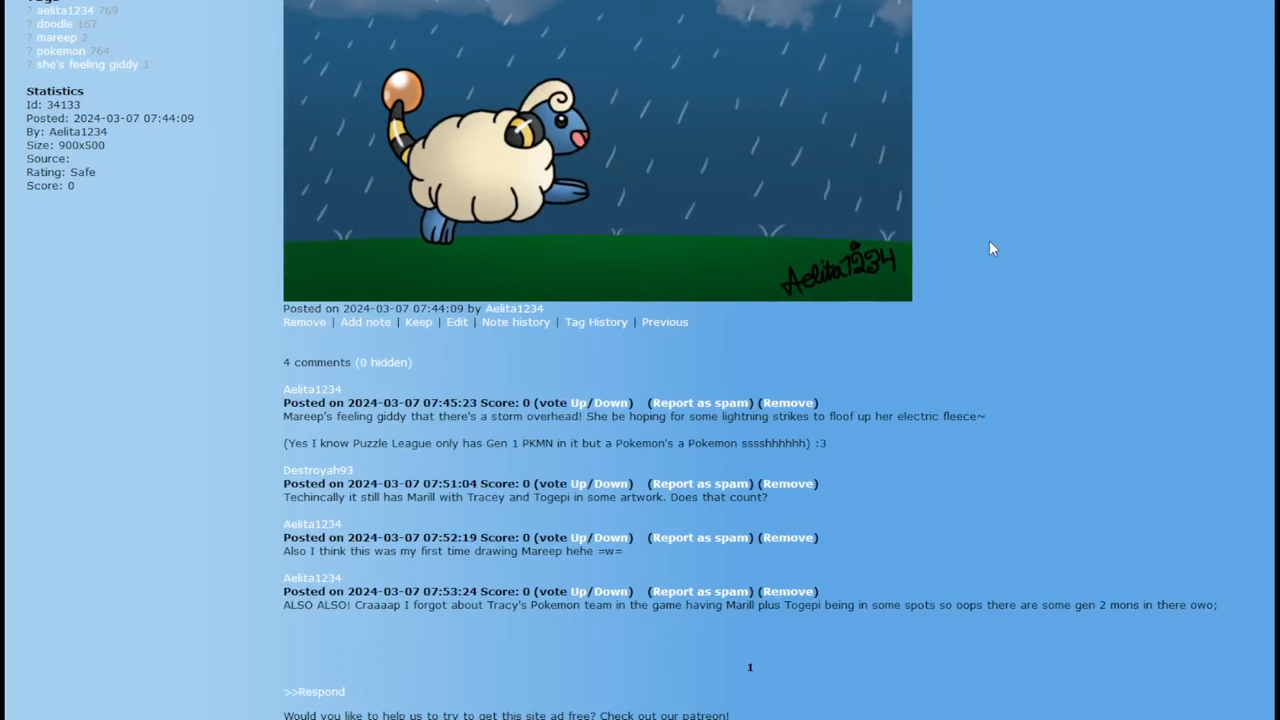 ? aelita1234 769
? doodle 167
? mareep 2
? pokemon 764
? she's feeling giddy 1
Statistics
Id: 34133
Posted: 2024-03-07 07:44:09
By: Aelita1234
Size: 900x500
Source:
Rating: Safe
Score: 0
Aelita1234
Posted on 2024-03-07 07:44:09 by Aelita1234
Remove | Add note | Keep | Edit | Note history | Tag History | Previous
4 comments (0 hidden)
Aelita1234
Posted on 2024-03-07 07:45:23 Score: 0 (vote Up/Down) (Report as spam) (Remove)
Mareep's feeling giddy that there's a storm overhead! She be hoping for some lightning strikes to floof up her electric fleece~
(Yes I know Puzzle League only has Gen 1 PKMN in it but a Pokemon's a Pokemon sssshhhhhh) :3
Destroyah93
Posted on 2024-03-07 07:51:04 Score: 0 (vote Up/Down) (Report as spam) (Remove)
Techincally it still has Marill with Tracey and Togepi in some artwork. Does that count?
Aelita1234
Posted on 2024-03-07 07:52:19 Score: 0 (vote Up/Down) (Report as spam) (Remove)
Also I think this was my first time drawing Mareep hehe =w=
Aelita1234
Posted on 2024-03-07 07:53:24 Score: 0 (vote Up/Down) (Report as spam) (Remove)
ALSO ALSO! Craaaap I forgot about Tracy's Pokemon team in the game having Marill plus Togepi being in some spots so oops there are some gen 2 mons in there owo;
1
>>Respond
Would you like to help us to try to get this site ad free? Check out our patreon!